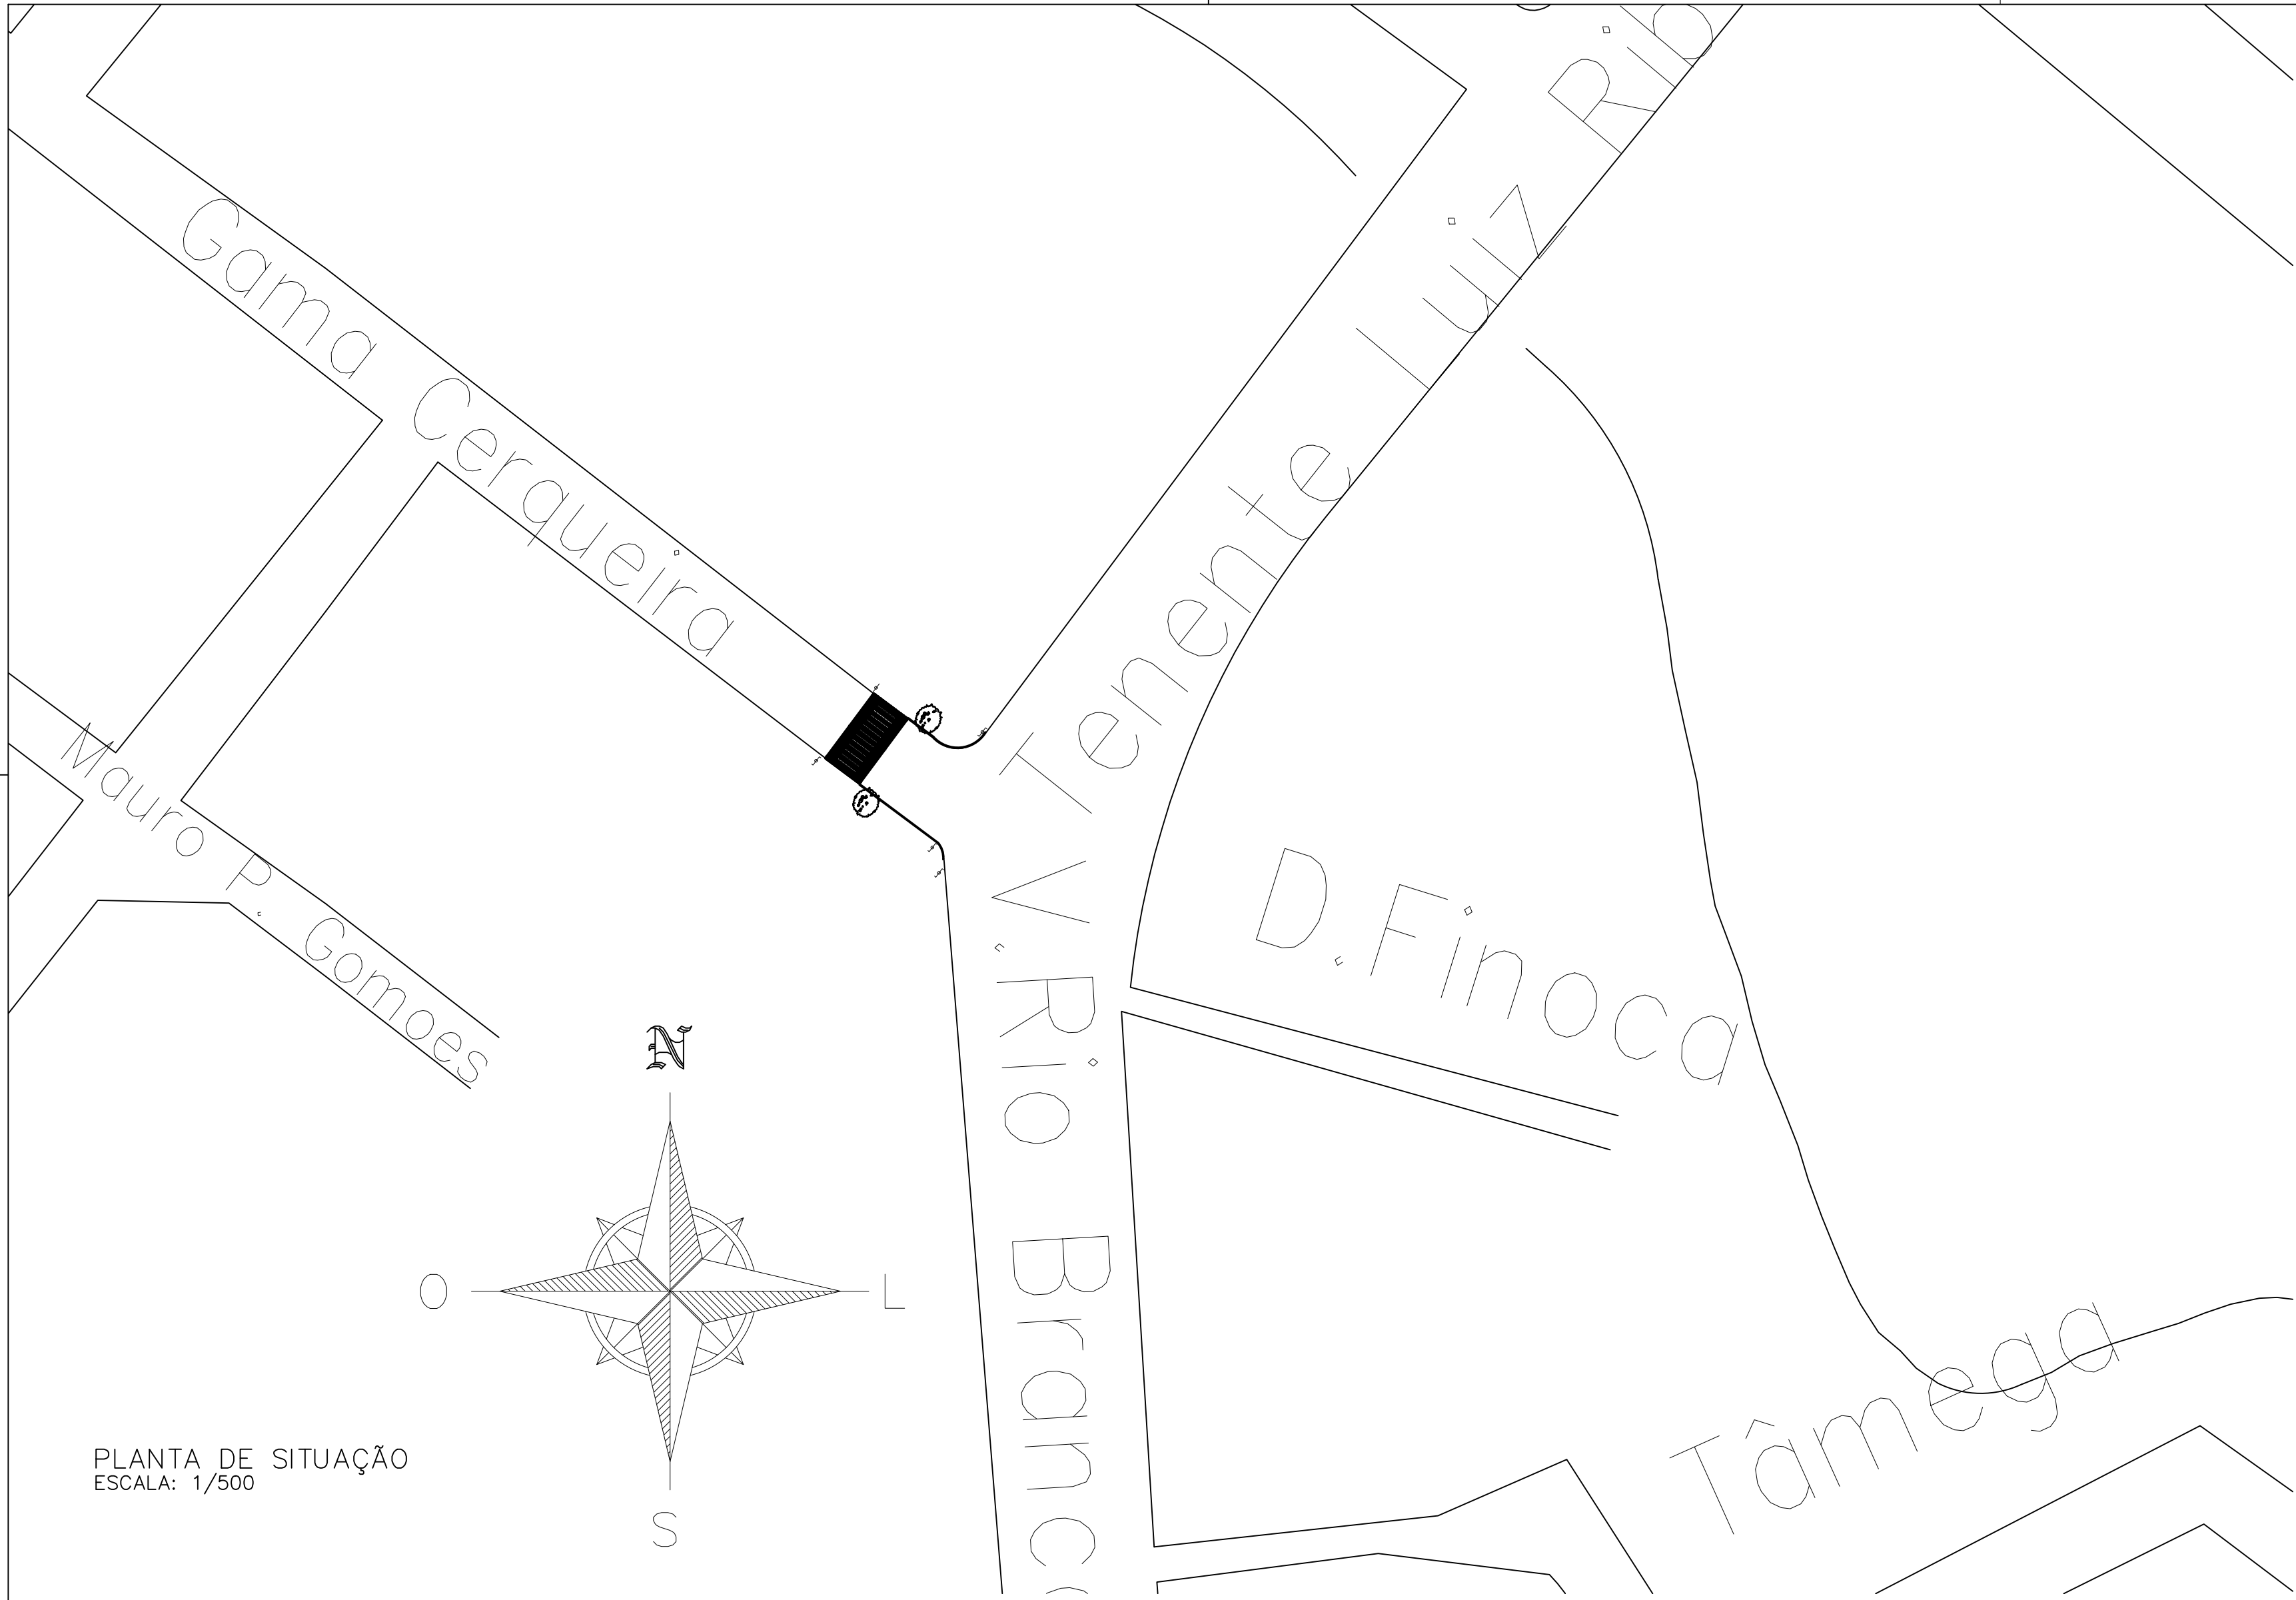 Gama Cerqueira
Tenente Luiz Rib
Mauro P. Gomoes
V. Rio Branc
D.Finoca
Tâmega
N
O
L
S
PLANTA DE SITUAÇÃO
ESCALA: 1/500